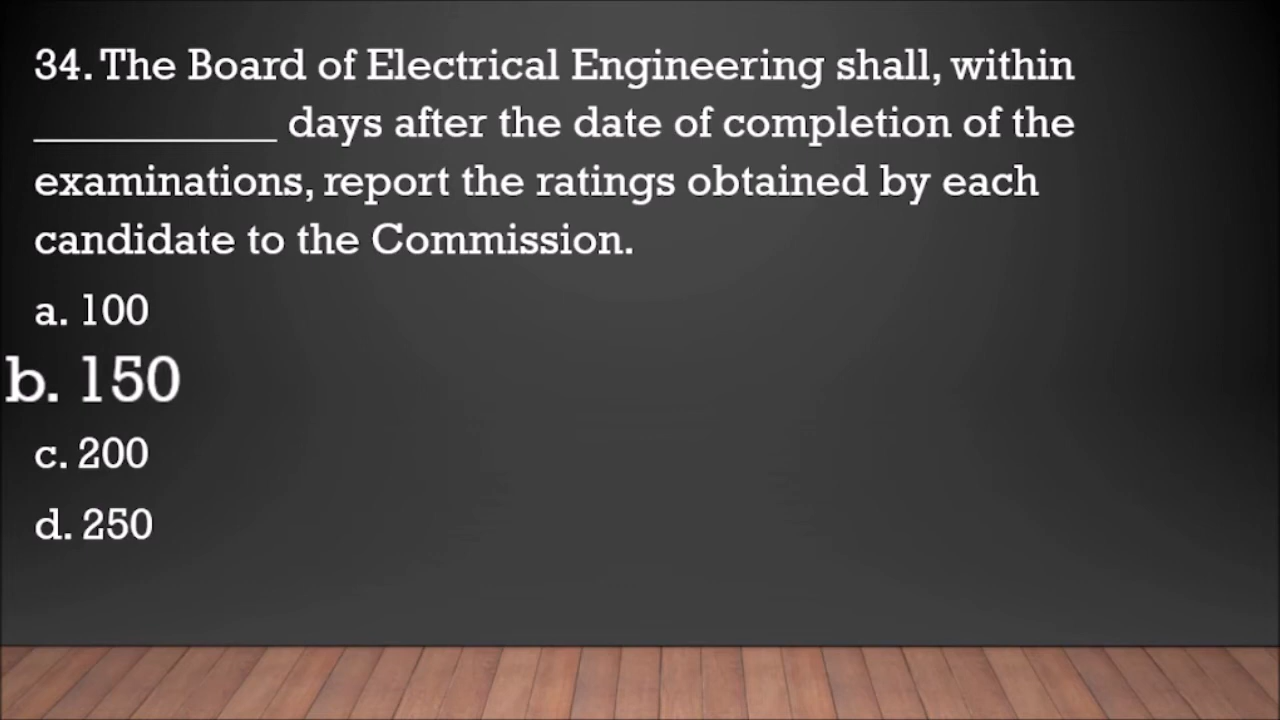 34. The Board of Electrical Engineering shall, within
___________ days after the date of completion of the
examinations, report the ratings obtained by each
candidate to the Commission.
a. 100
b. 150
c. 200
d. 250